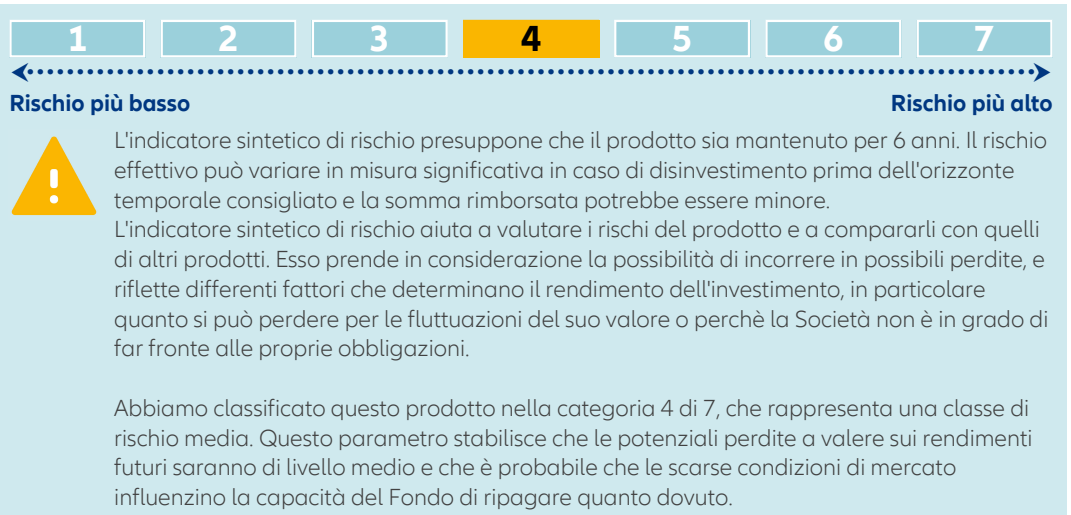 1 2 3 4 5 6 7
Rischio più basso Rischio più alto
L'indicatore sintetico di rischio presuppone che il prodotto sia mantenuto per 6 anni. Il rischio
effettivo può variare in misura significativa in caso di disinvestimento prima dell'orizzonte
temporale consigliato e la somma rimborsata potrebbe essere minore.
L'indicatore sintetico di rischio aiuta a valutare i rischi del prodotto e a compararli con quelli
di altri prodotti. Esso prende in considerazione la possibilità di incorrere in possibili perdite, e
riflette differenti fattori che determinano il rendimento dell'investimento, in particolare
quanto si può perdere per le fluttuazioni del suo valore o perchè la Società non è in grado di
far fronte alle proprie obbligazioni.
Abbiamo classificato questo prodotto nella categoria 4 di 7, che rappresenta una classe di
rischio media. Questo parametro stabilisce che le potenziali perdite a valere sui rendimenti
futuri saranno di livello medio e che è probabile che le scarse condizioni di mercato
influenzino la capacità del Fondo di ripagare quanto dovuto.